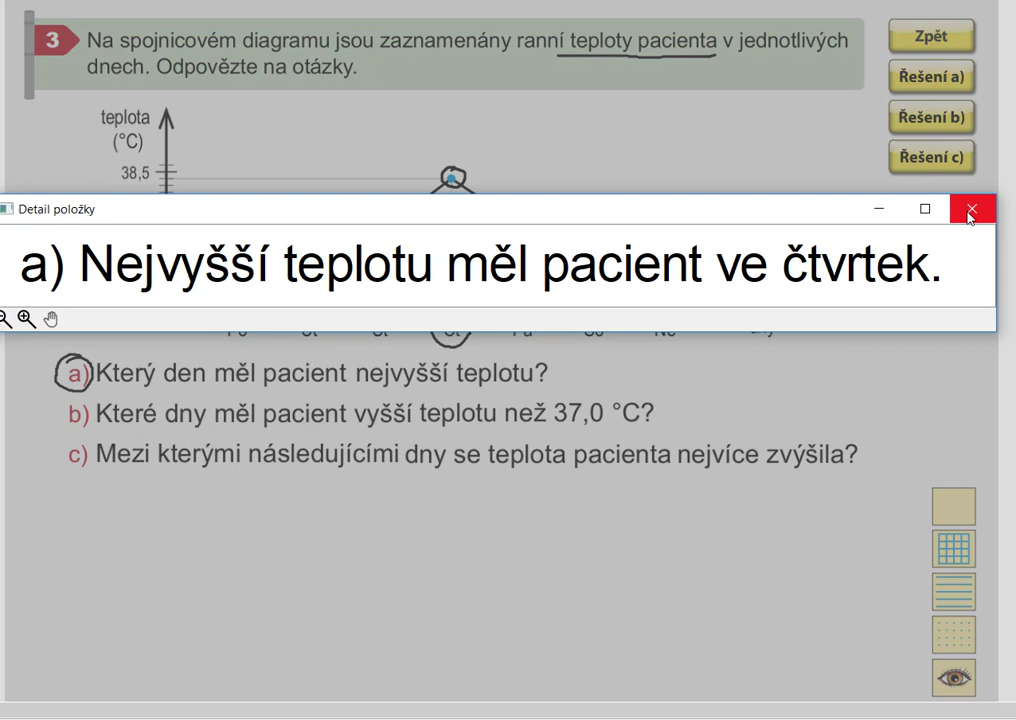 3 Na spojnicovém diagramu jsou zaznamenány ranní teploty pacienta v jednotlivých
dnech. Odpovězte na otázky.
Zpět
Řešení a)
Řešení b)
Řešení c)
teplota
(°C)
38,5
Detail položky
a) Nejvyšší teplotu měl pacient ve čtvrtek.
a) Který den měl pacient nejvyšší teplotu?
b) Které dny měl pacient vyšší teplotu než 37,0 °C?
c) Mezi kterými následujícími dny se teplota pacienta nejvíce zvýšila?